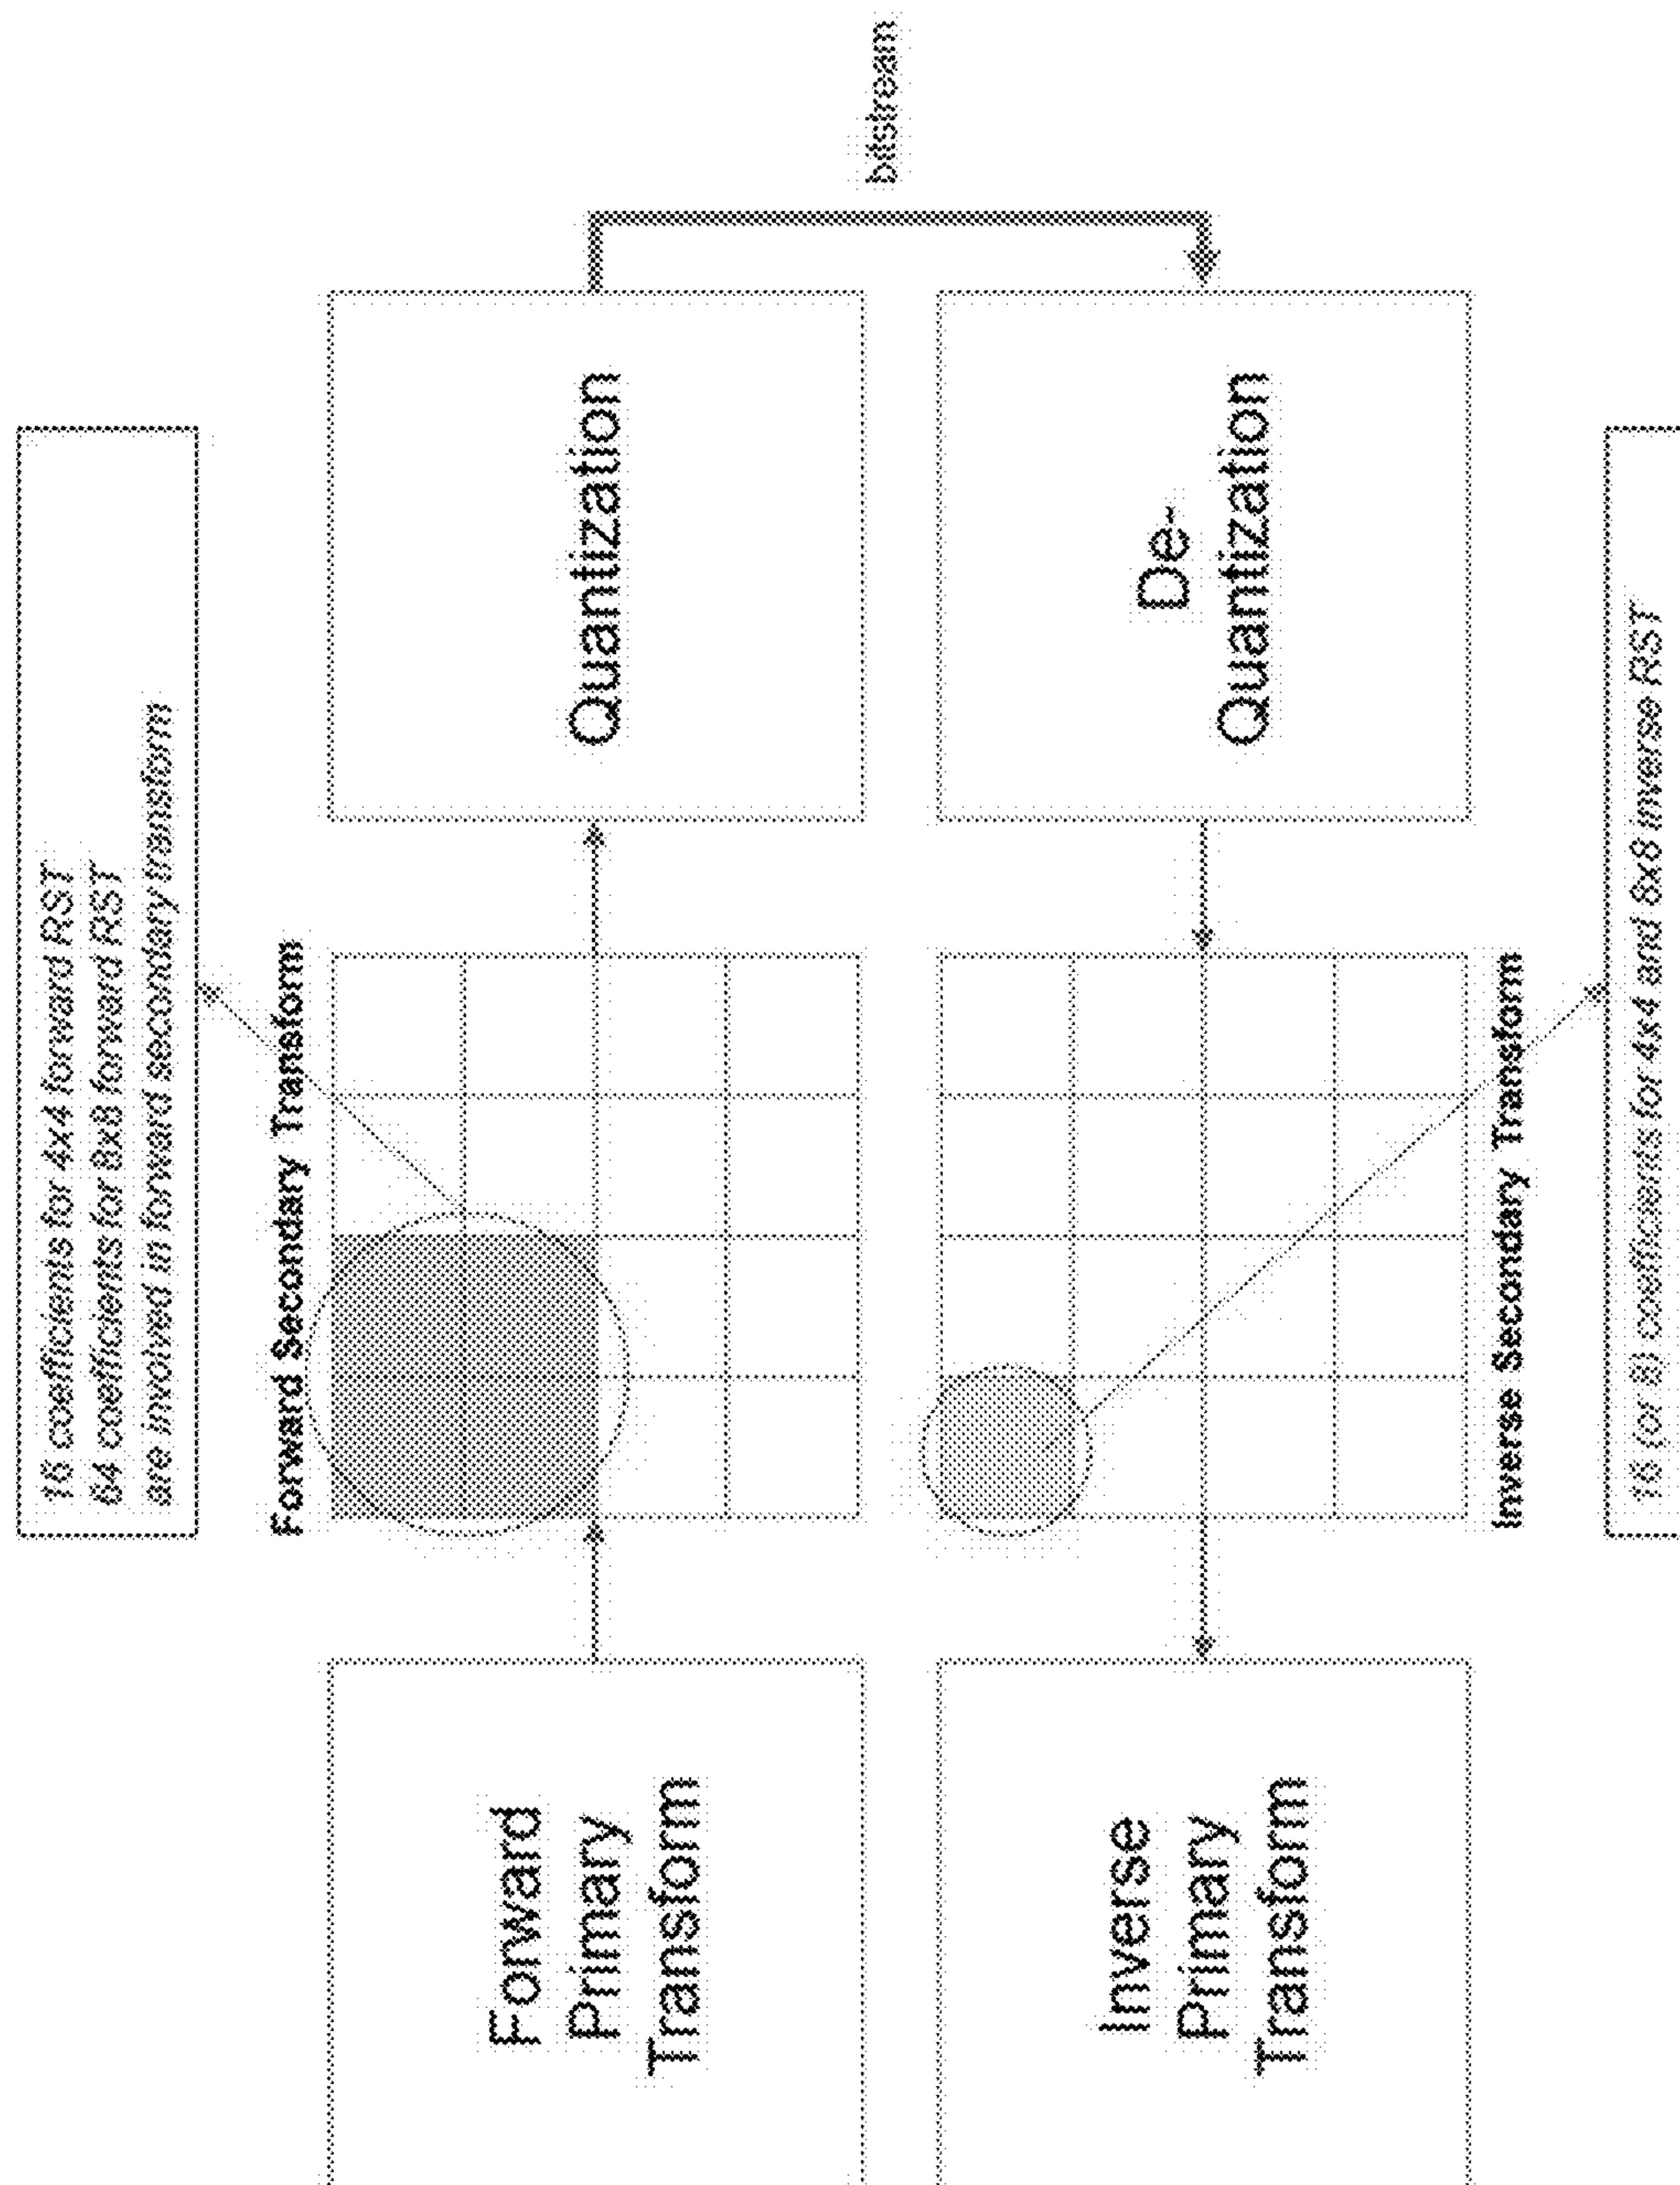 16 coefficients for 4x4 forward RST
64 coefficients for 8x8 forward RST
are involved in forward secondary transform
Forward Secondary Transform
Forward
Primary
Transform
Quantization
bitstream
Inverse
Primary
Transform
De-
Quantization
Inverse Secondary Transform
16 (or 8) coefficients for 4x4 and 8x8 inverse RST